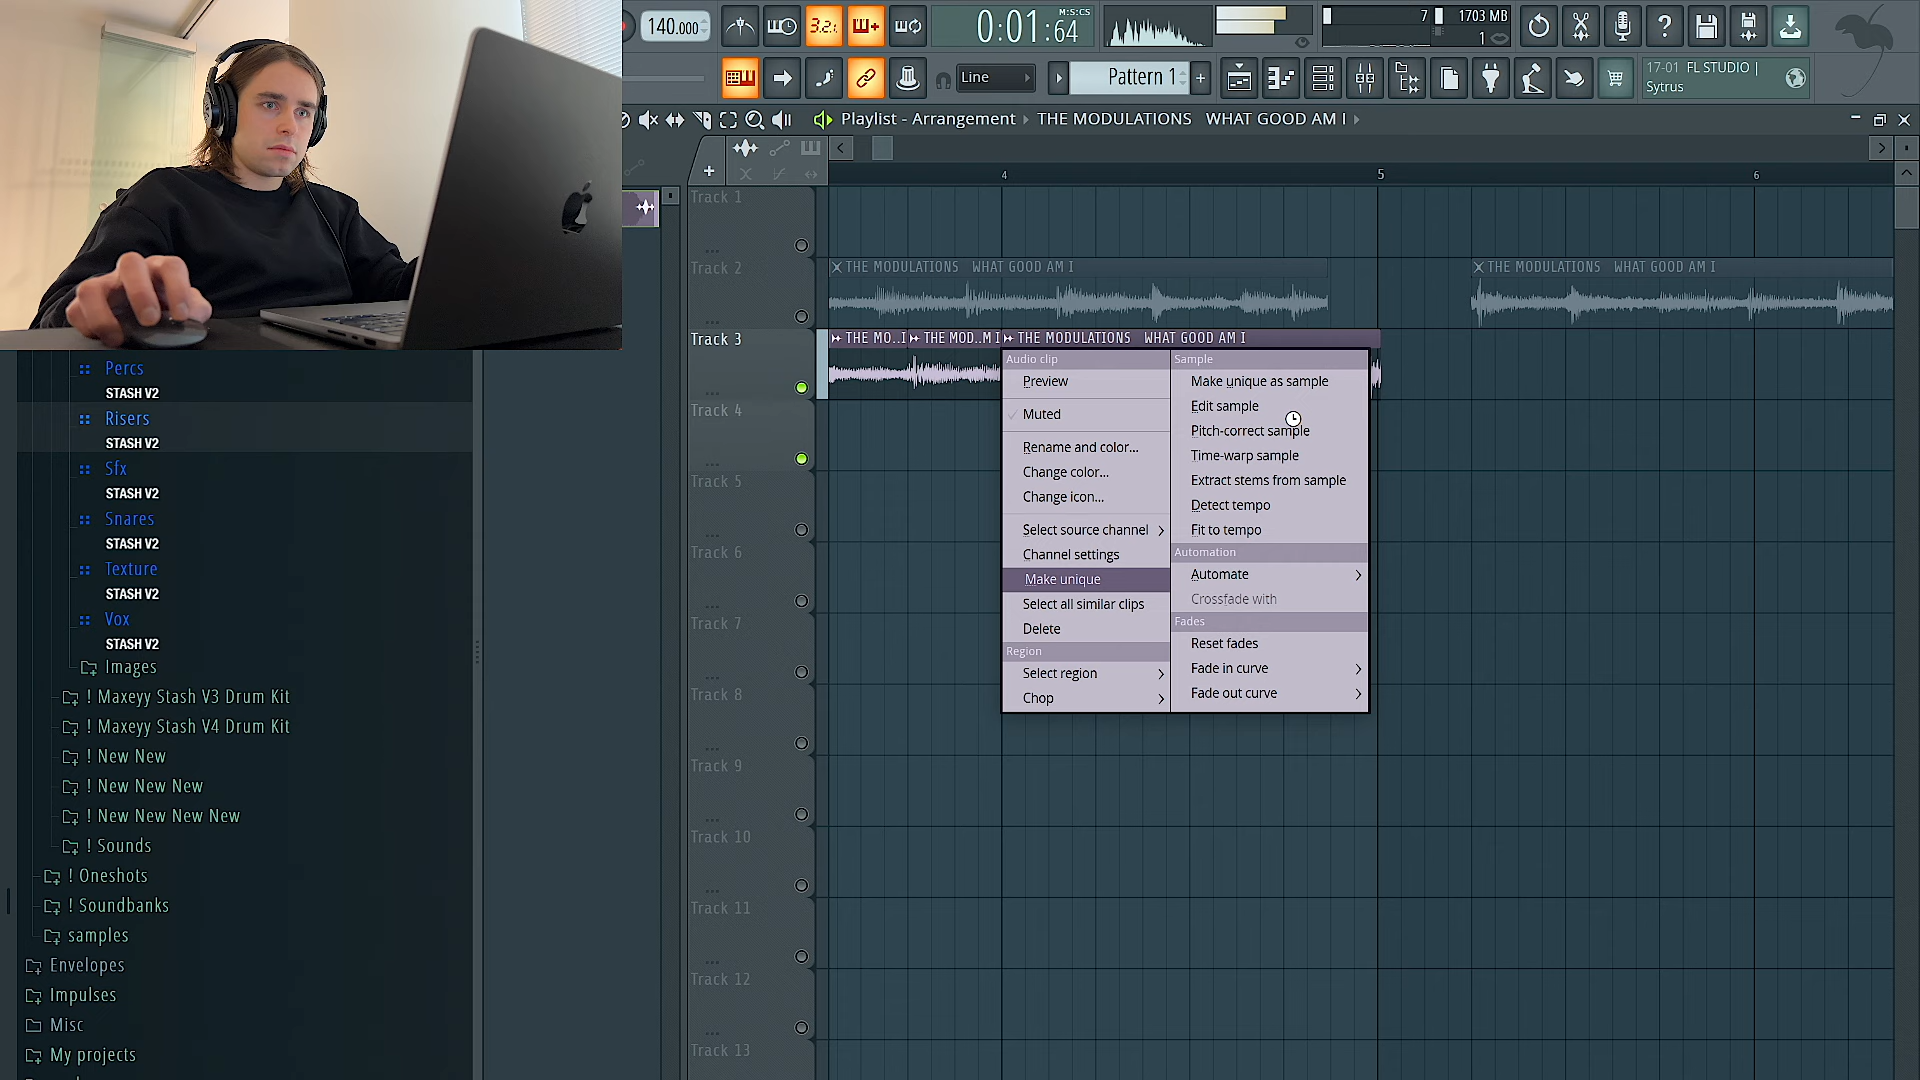 140.000
3.2.
0:01:64
M:S:CS
7
1703 MB
1
Line
Pattern 1
+
17-01 FL STUDIO |
Sytrus
Playlist - Arrangement
THE MODULATIONS WHAT GOOD AM I
4
5
6
Track 1
Track 2
THE MODULATIONS WHAT GOOD AM I
THE MODULATIONS WHAT GOOD AM I
Track 3
THE MO..I
THE MOD..M I
THE MODULATIONS WHAT GOOD AM I
Track 4
Track 5
Track 6
Track 7
Track 8
Track 9
Track 10
Track 11
Track 12
Track 13
Audio clip
Preview
Muted
Rename and color...
Change color...
Change icon...
Select source channel
Channel settings
Make unique
Select all similar clips
Delete
Region
Select region
Chop
Sample
Make unique as sample
Edit sample
Pitch-correct sample
Time-warp sample
Extract stems from sample
Detect tempo
Fit to tempo
Automation
Automate
Crossfade with
Fades
Reset fades
Fade in curve
Fade out curve
Percs
STASH V2
Risers
STASH V2
Sfx
STASH V2
Snares
STASH V2
Texture
STASH V2
Vox
STASH V2
Images
! Maxeyy Stash V3 Drum Kit
! Maxeyy Stash V4 Drum Kit
! New New
! New New New
! New New New New
! Sounds
! Oneshots
! Soundbanks
samples
Envelopes
Impulses
Misc
My projects